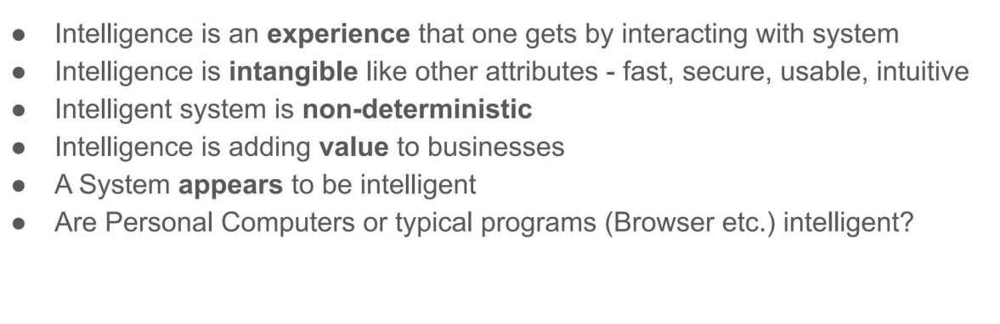 ● Intelligence is an experience that one gets by interacting with system
● Intelligence is intangible like other attributes - fast, secure, usable, intuitive
● Intelligent system is non-deterministic
● Intelligence is adding value to businesses
● A System appears to be intelligent
● Are Personal Computers or typical programs (Browser etc.) intelligent?